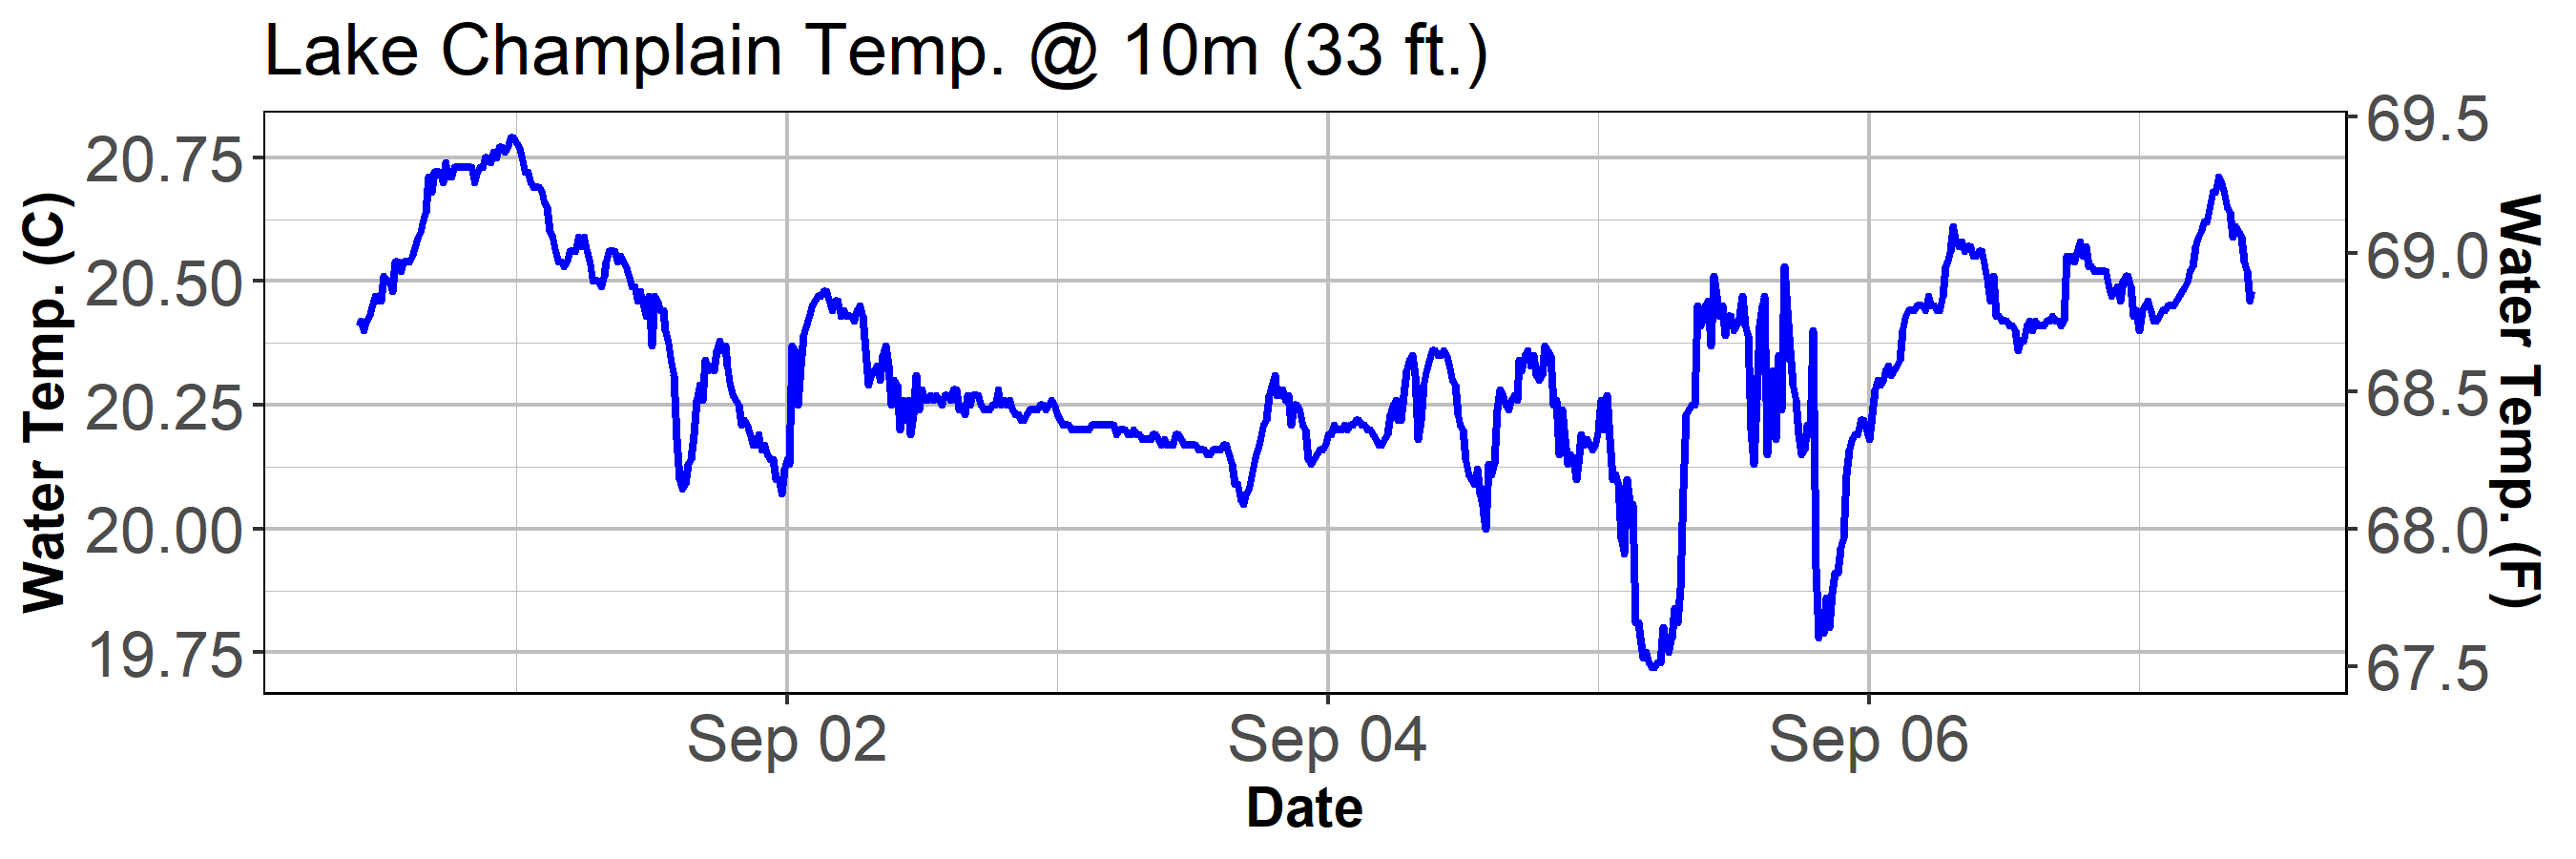 Lake Champlain Temp. @ 10m (33 ft.)
Water Temp. (C)
20.75
20.50
20.25
20.00
19.75
69.5
69.0
68.5
68.0
67.5
Water Temp. (F)
Sep 02
Sep 04
Sep 06
Date